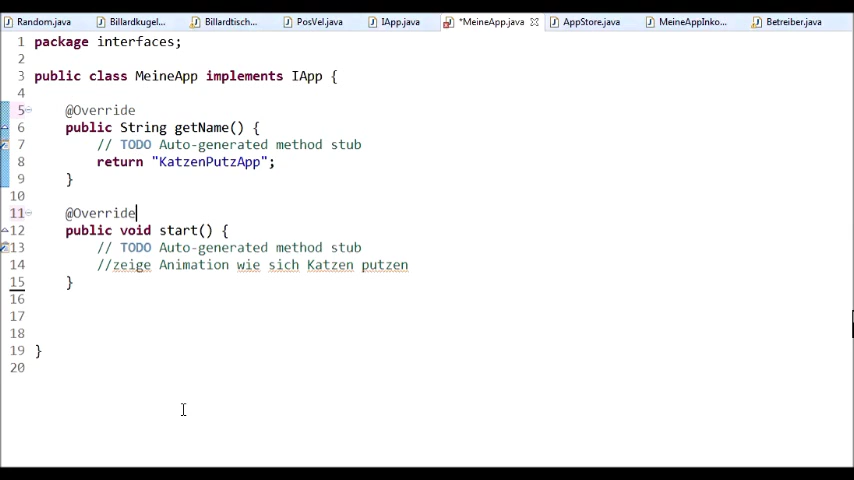 Random.java Billardkugel... Billardtisch... PosVel.java IApp.java *MeineApp.java AppStore.java MeineAppInko... Betreiber.java
1 package interfaces;
2
3 public class MeineApp implements IApp {
4
5 @Override
6 public String getName() {
7 // TODO Auto-generated method stub
8 return "KatzenPutzApp";
9 }
10
11 @Override
12 public void start() {
13 // TODO Auto-generated method stub
14 //zeige Animation wie sich Katzen putzen
15 }
16
17
18
19 }
20